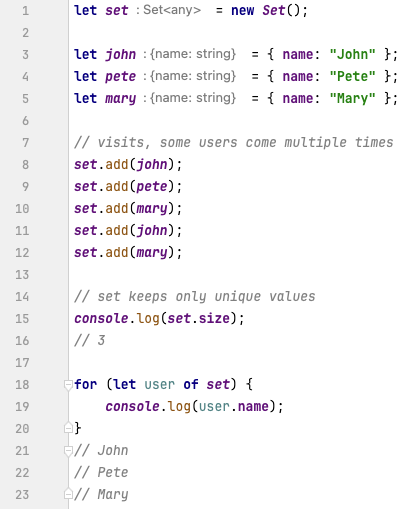 1 let set : Set<any> = new Set();
2
3 let john : {name: string} = { name: "John" };
4 let pete : {name: string} = { name: "Pete" };
5 let mary : {name: string} = { name: "Mary" };
6
7 // visits, some users come multiple times
8 set.add(john);
9 set.add(pete);
10 set.add(mary);
11 set.add(john);
12 set.add(mary);
13
14 // set keeps only unique values
15 console.log(set.size);
16 // 3
17
18 for (let user of set) {
19     console.log(user.name);
20 }
21 // John
22 // Pete
23 // Mary